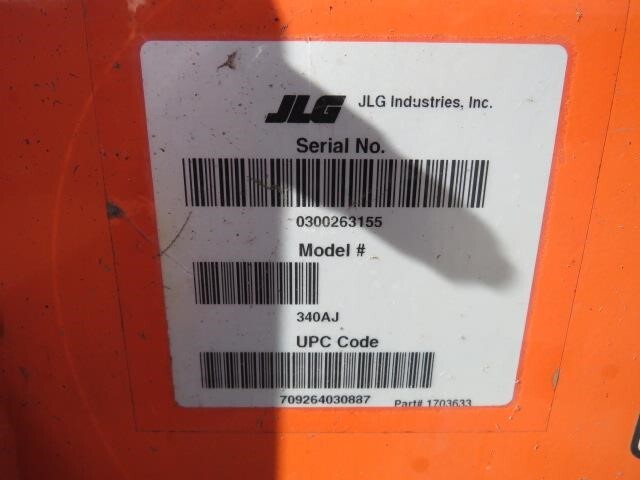 JLG JLG Industries, Inc.
Serial No.
0300263155
Model #
340AJ
UPC Code
709264030887 Part# 1703633